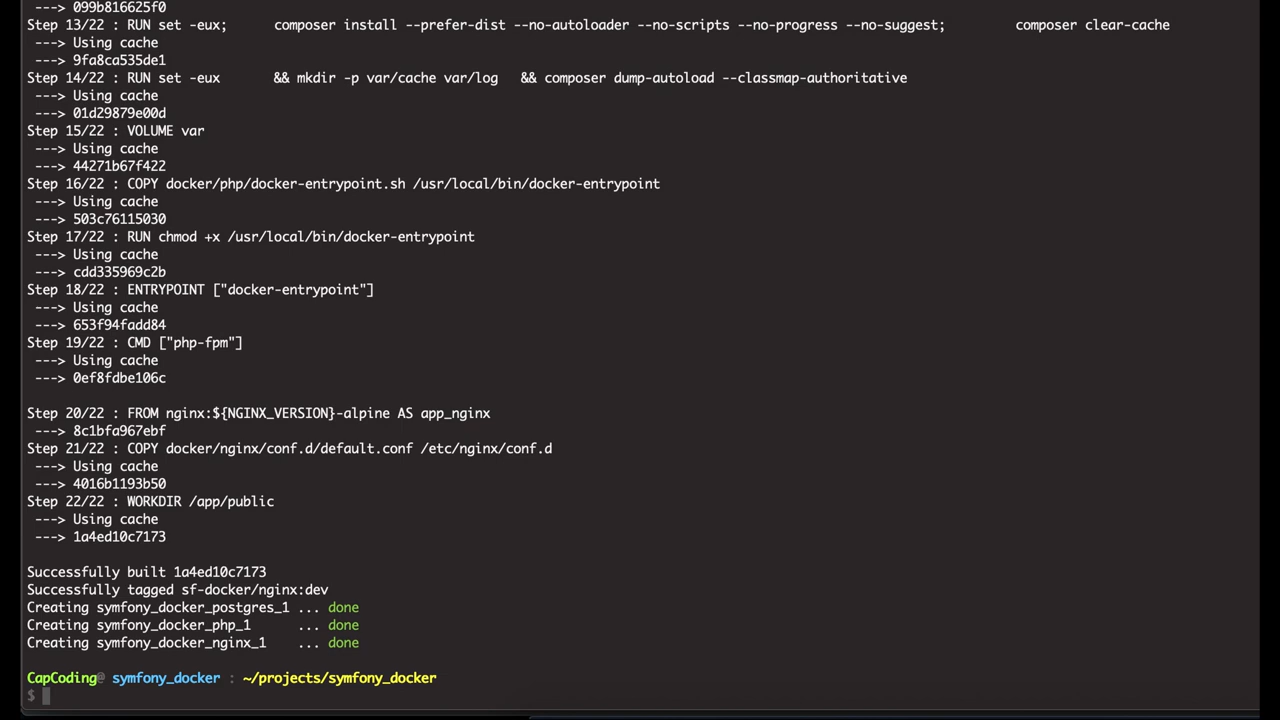 ---> 099b816625f0
Step 13/22 : RUN set -eux;      composer install --prefer-dist --no-autoloader --no-scripts --no-progress --no-suggest;         composer clear-cache
---> Using cache
---> 9fa8ca535de1
Step 14/22 : RUN set -eux       && mkdir -p var/cache var/log   && composer dump-autoload --classmap-authoritative
---> Using cache
---> 01d29879e00d
Step 15/22 : VOLUME var
---> Using cache
---> 44271b67f422
Step 16/22 : COPY docker/php/docker-entrypoint.sh /usr/local/bin/docker-entrypoint
---> Using cache
---> 503c76115030
Step 17/22 : RUN chmod +x /usr/local/bin/docker-entrypoint
---> Using cache
---> cdd335969c2b
Step 18/22 : ENTRYPOINT ["docker-entrypoint"]
---> Using cache
---> 653f94fadd84
Step 19/22 : CMD ["php-fpm"]
---> Using cache
---> 0ef8fdbe106c
Step 20/22 : FROM nginx:${NGINX_VERSION}-alpine AS app_nginx
---> 8c1bfa967ebf
Step 21/22 : COPY docker/nginx/conf.d/default.conf /etc/nginx/conf.d
---> Using cache
---> 4016b1193b50
Step 22/22 : WORKDIR /app/public
---> Using cache
---> 1a4ed10c7173
Successfully built 1a4ed10c7173
Successfully tagged sf-docker/nginx:dev
Creating symfony_docker_postgres_1 ... done
Creating symfony_docker_php_1      ... done
Creating symfony_docker_nginx_1    ... done
CapCoding@ symfony_docker : ~/projects/symfony_docker
$